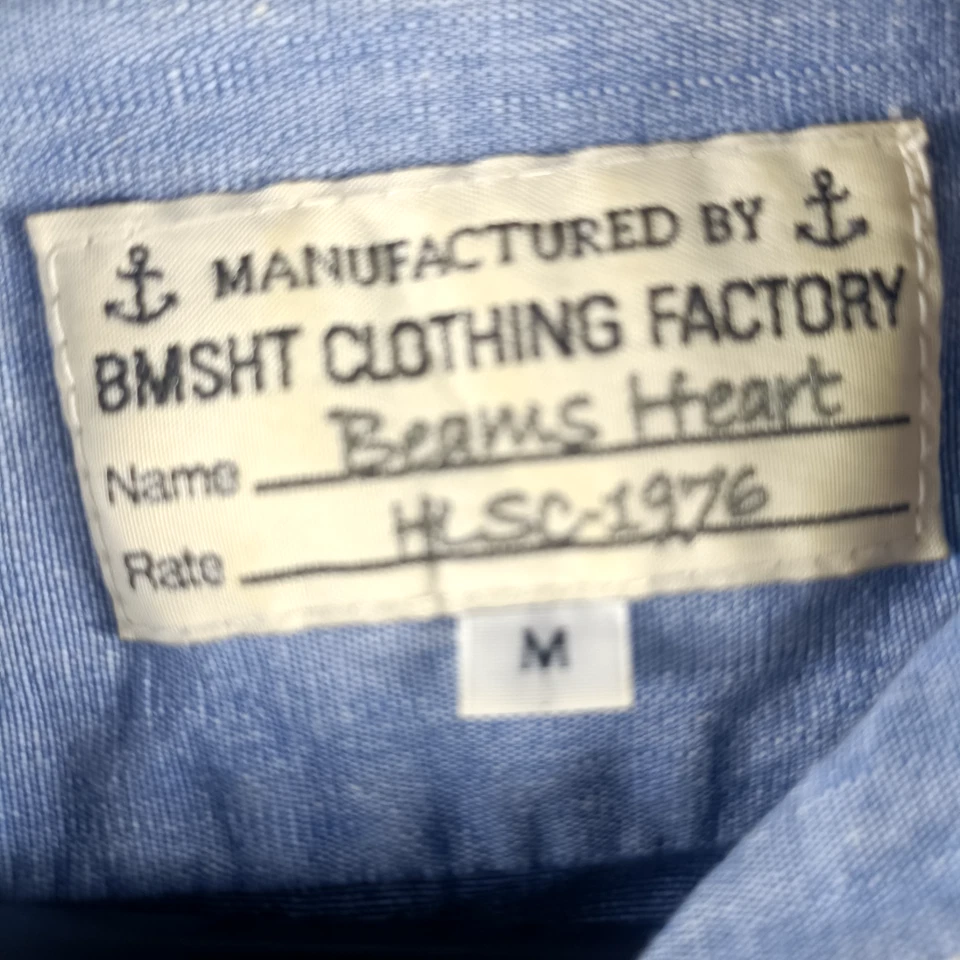 MANUFACTURED BY
BMSHT CLOTHING FACTORY
Name Beams Heart
Rate HLSC-1976
M